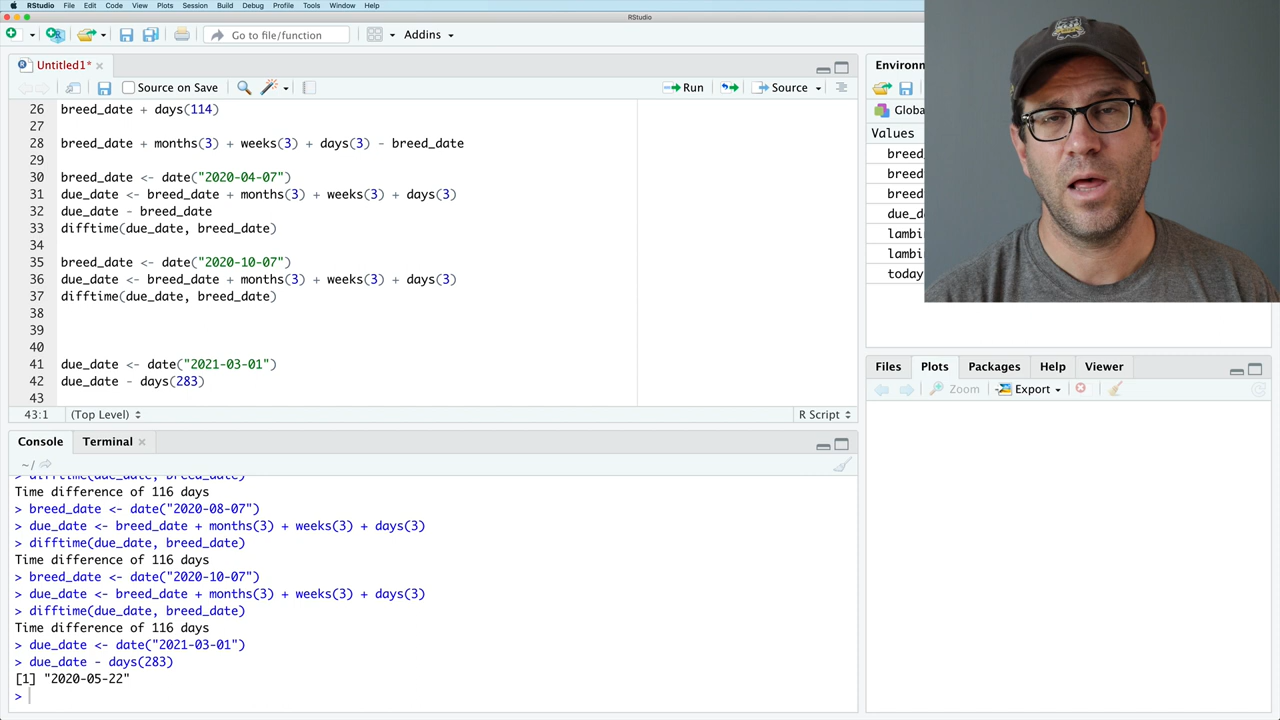 RStudio File Edit Code View Plots Session Build Debug Profile Tools Window Help
RStudio
Go to file/function Addins
Untitled1*
Source on Save Run Source
26 breed_date + days(114)
27
28 breed_date + months(3) + weeks(3) + days(3) - breed_date
29
30 breed_date <- date("2020-04-07")
31 due_date <- breed_date + months(3) + weeks(3) + days(3)
32 due_date - breed_date
33 difftime(due_date, breed_date)
34
35 breed_date <- date("2020-10-07")
36 due_date <- breed_date + months(3) + weeks(3) + days(3)
37 difftime(due_date, breed_date)
38
39
40
41 due_date <- date("2021-03-01")
42 due_date - days(283)
43
43:1 (Top Level) R Script
Console Terminal
~/
> difftime(due_date, breed_date)
Time difference of 116 days
> breed_date <- date("2020-08-07")
> due_date <- breed_date + months(3) + weeks(3) + days(3)
> difftime(due_date, breed_date)
Time difference of 116 days
> breed_date <- date("2020-10-07")
> due_date <- breed_date + months(3) + weeks(3) + days(3)
> difftime(due_date, breed_date)
Time difference of 116 days
> due_date <- date("2021-03-01")
> due_date - days(283)
[1] "2020-05-22"
>
Environ
Globa
Values
breed_
breed_
breed_
due_d
lambi
lambi
today
Files Plots Packages Help Viewer
Zoom Export